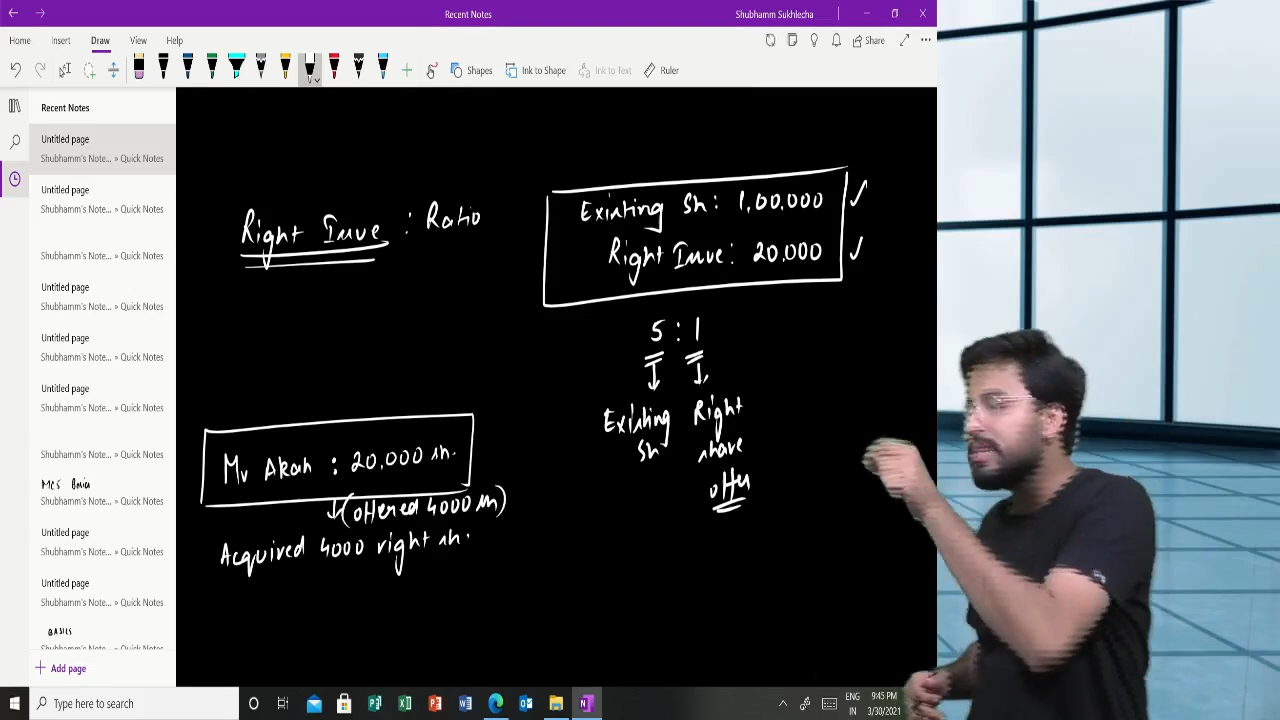 Recent Notes
Shubhamm Sukhlecha
Home Insert Draw View Help
Share
Shapes
Ink to Shape
Ink to Text
Ruler
Recent Notes
Untitled page
Shubhamm's Note... » Quick Notes
Untitled page
Shubhamm's Note... » Quick Notes
Untitled page
Shubhamm's Note... » Quick Notes
Untitled page
Shubhamm's Note... » Quick Notes
Untitled page
Shubhamm's Note... » Quick Notes
Shubhamm's Note... » Quick Notes
Untitled page
Shubhamm's Note... » Quick Notes
Untitled page
Shubhamm's Note... » Quick Notes
BASICS
Shubhamm's Note... » Quick Notes
Add page
Right Issue : Ratio
Existing Sh: 1,00,000
Right Issue: 20,000
5 : 1
Existing Sh
Right share offer
Mr Akash : 20,000 sh.
(offered 4000 sh)
Acquired 4000 right sh.
Type here to search
ENG
IN
9:45 PM
3/30/2021